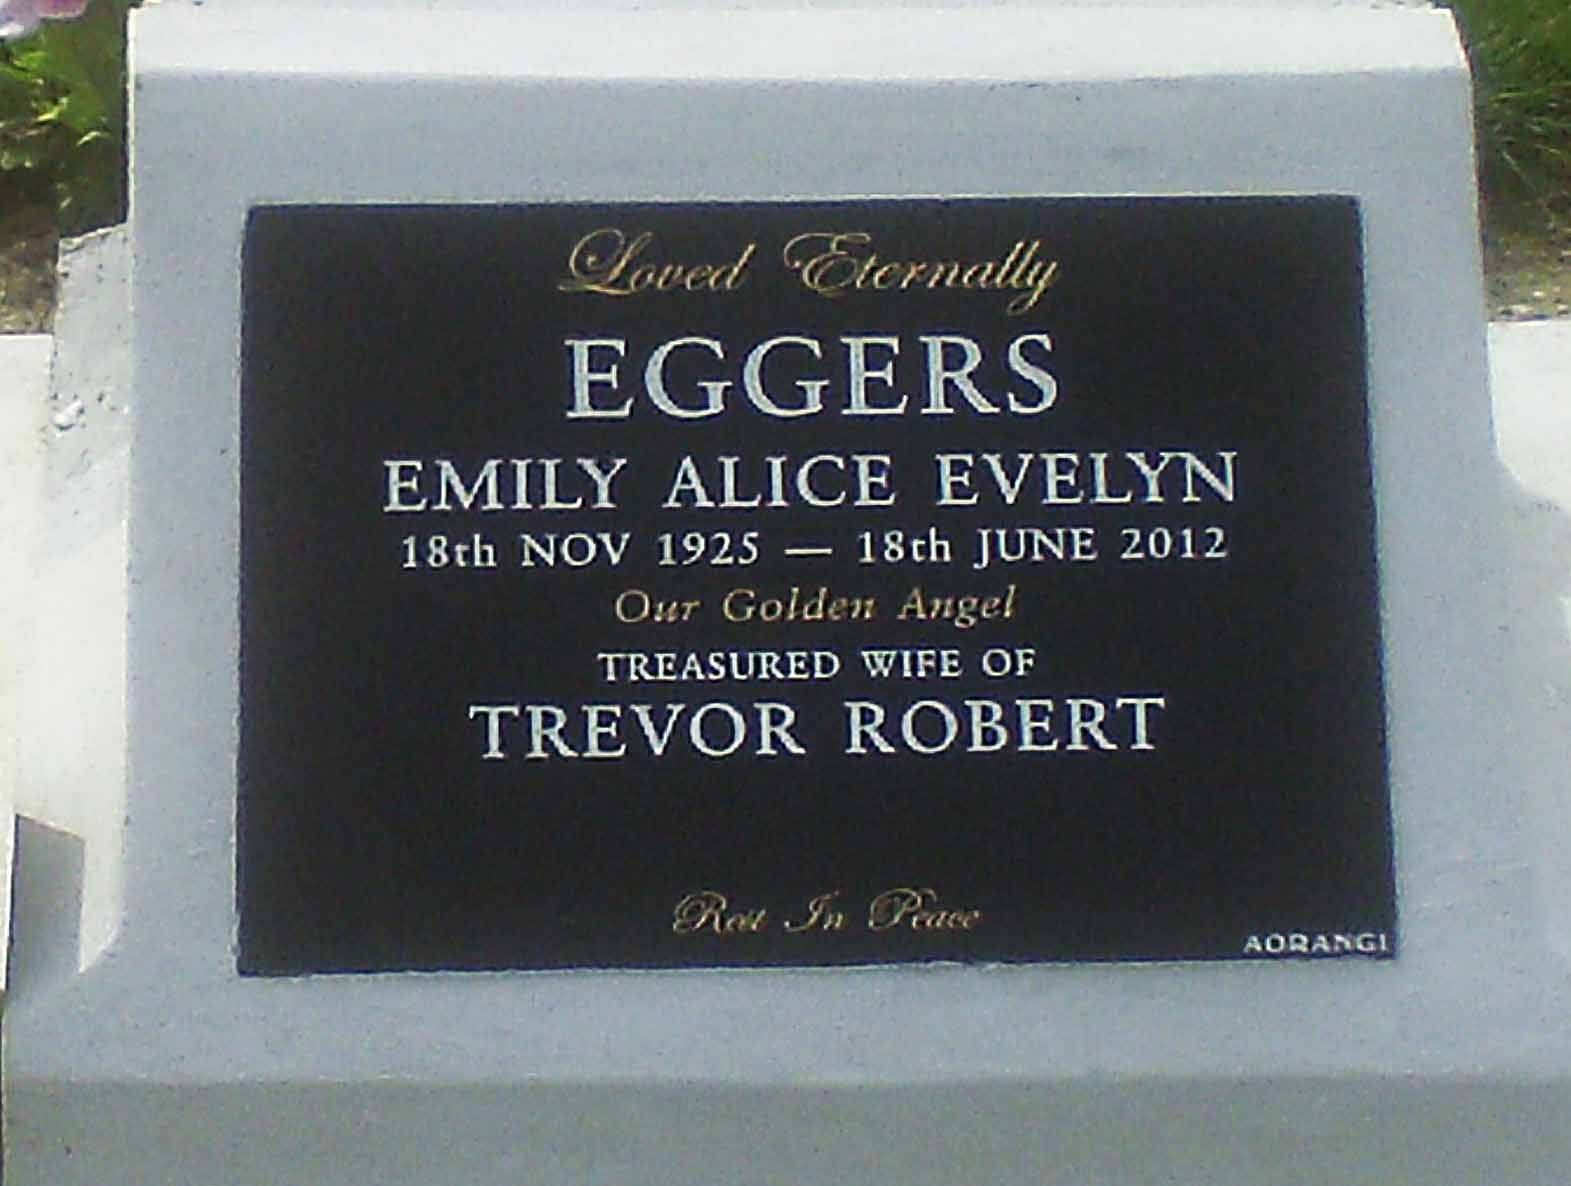 Loved Eternally
EGGERS
EMILY ALICE EVELYN
18th NOV 1925 — 18th JUNE 2012
Our Golden Angel
TREASURED WIFE OF
TREVOR ROBERT
Rest In Peace
AORANGI